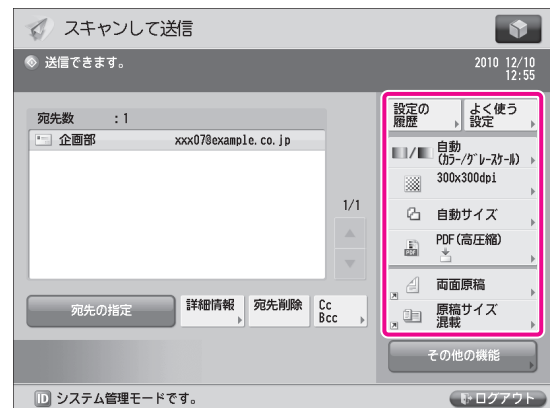 スキャンして送信
送信できます。
2010 12/10
12:55
宛先数 :1
企画部 xxx07@example.co.jp
1/1
宛先の指定
詳細情報
宛先削除
Cc
Bcc
設定の
履歴
よく使う
設定
自動
(カラー/グレースケール)
300x300dpi
自動サイズ
PDF
PDF(高圧縮)
両面原稿
原稿サイズ
混載
その他の機能
ID システム管理モードです。
ログアウト